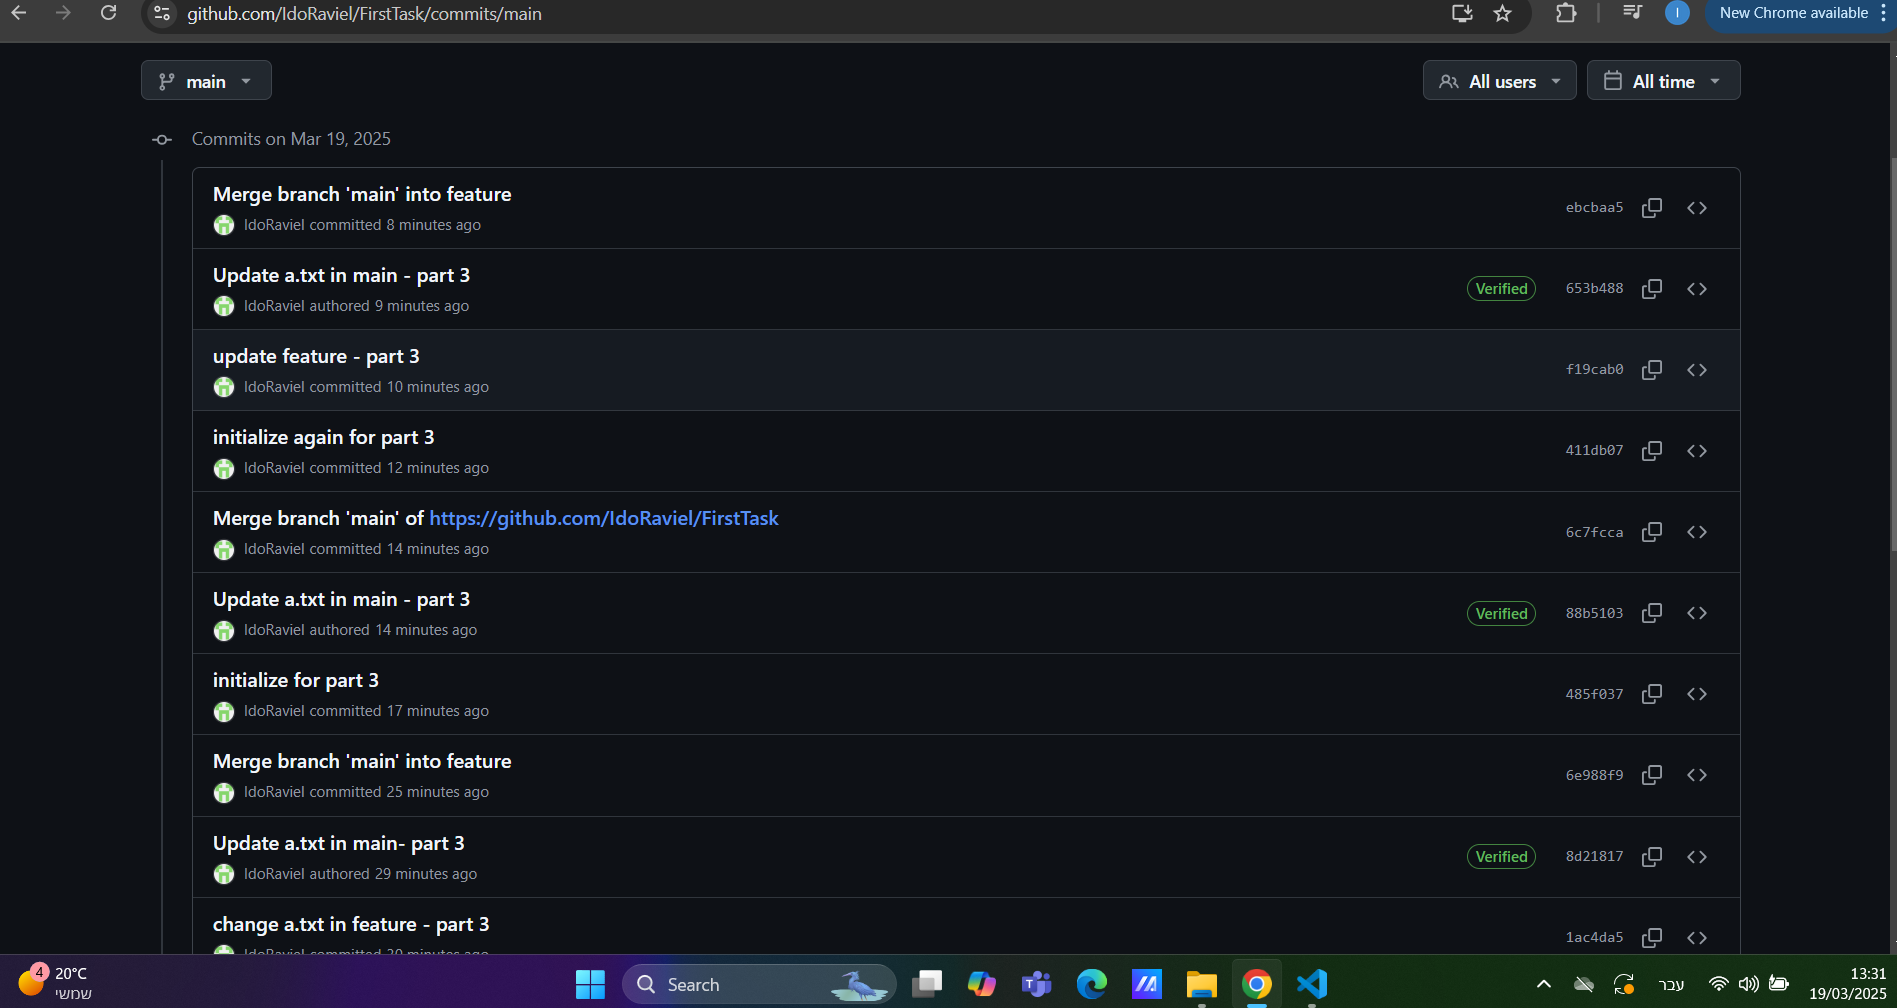 github.com/IdoRaviel/FirstTask/commits/main
I
New Chrome available
main
All users
All time
Commits on Mar 19, 2025
Merge branch 'main' into feature
IdoRaviel committed 8 minutes ago
ebcbaa5
Update a.txt in main - part 3
IdoRaviel authored 9 minutes ago
Verified
653b488
update feature - part 3
IdoRaviel committed 10 minutes ago
f19cab0
initialize again for part 3
IdoRaviel committed 12 minutes ago
411db07
Merge branch 'main' of https://github.com/IdoRaviel/FirstTask
IdoRaviel committed 14 minutes ago
6c7fcca
Update a.txt in main - part 3
IdoRaviel authored 14 minutes ago
Verified
88b5103
initialize for part 3
IdoRaviel committed 17 minutes ago
485f037
Merge branch 'main' into feature
IdoRaviel committed 25 minutes ago
6e988f9
Update a.txt in main- part 3
IdoRaviel authored 29 minutes ago
Verified
8d21817
change a.txt in feature - part 3
IdoRaviel committed 30 minutes ago
1ac4da5
4
20°C
שמשי
Search
עבר
13:31
19/03/2025